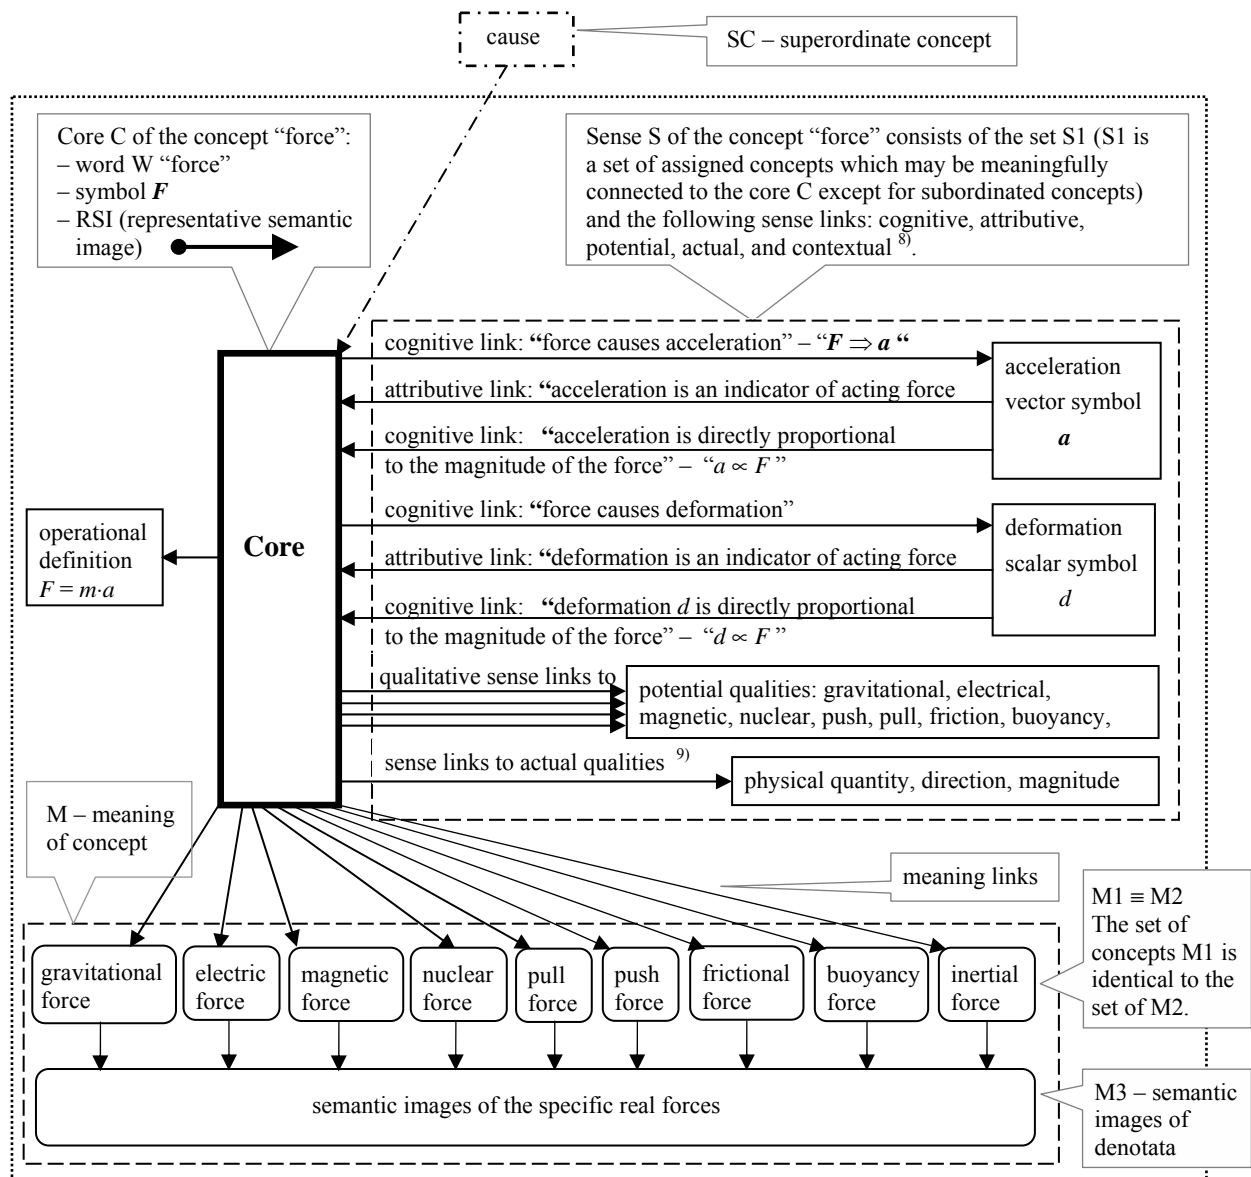 cause
SC – superordinate concept
Core C of the concept “force”:
– word W “force”
– symbol F
– RSI (representative semantic
image)
Sense S of the concept “force” consists of the set S1 (S1 is
a set of assigned concepts which may be meaningfully
connected to the core C except for subordinated concepts)
and the following sense links: cognitive, attributive,
potential, actual, and contextual 8).
cognitive link: “force causes acceleration” – “F ⇒ a “
attributive link: “acceleration is an indicator of acting force
cognitive link: “acceleration is directly proportional
to the magnitude of the force” – “a ∝ F ”
acceleration
vector symbol
a
cognitive link: “force causes deformation”
attributive link: “deformation is an indicator of acting force
cognitive link: “deformation d is directly proportional
to the magnitude of the force” – “d ∝ F ”
deformation
scalar symbol
d
Core
operational
definition
F = m·a
qualitative sense links to
potential qualities: gravitational, electrical,
magnetic, nuclear, push, pull, friction, buoyancy,
sense links to actual qualities 9)
physical quantity, direction, magnitude
M – meaning
of concept
meaning links
M1 ≡ M2
The set of
concepts M1 is
identical to the
set of M2.
gravitational
force
electric
force
magnetic
force
nuclear
force
pull
force
push
force
frictional
force
buoyancy
force
inertial
force
semantic images of the specific real forces
M3 – semantic
images of
denotata